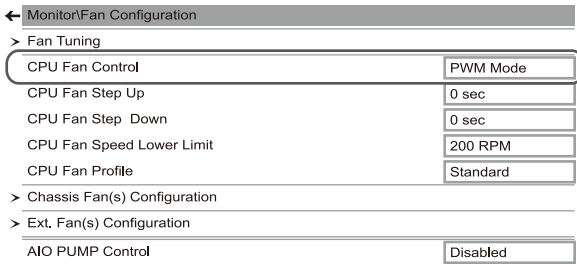 Monitor\Fan Configuration
Fan Tuning
CPU Fan Control PWM Mode
CPU Fan Step Up 0 sec
CPU Fan Step Down 0 sec
CPU Fan Speed Lower Limit 200 RPM
CPU Fan Profile Standard
Chassis Fan(s) Configuration
Ext. Fan(s) Configuration
AIO PUMP Control Disabled